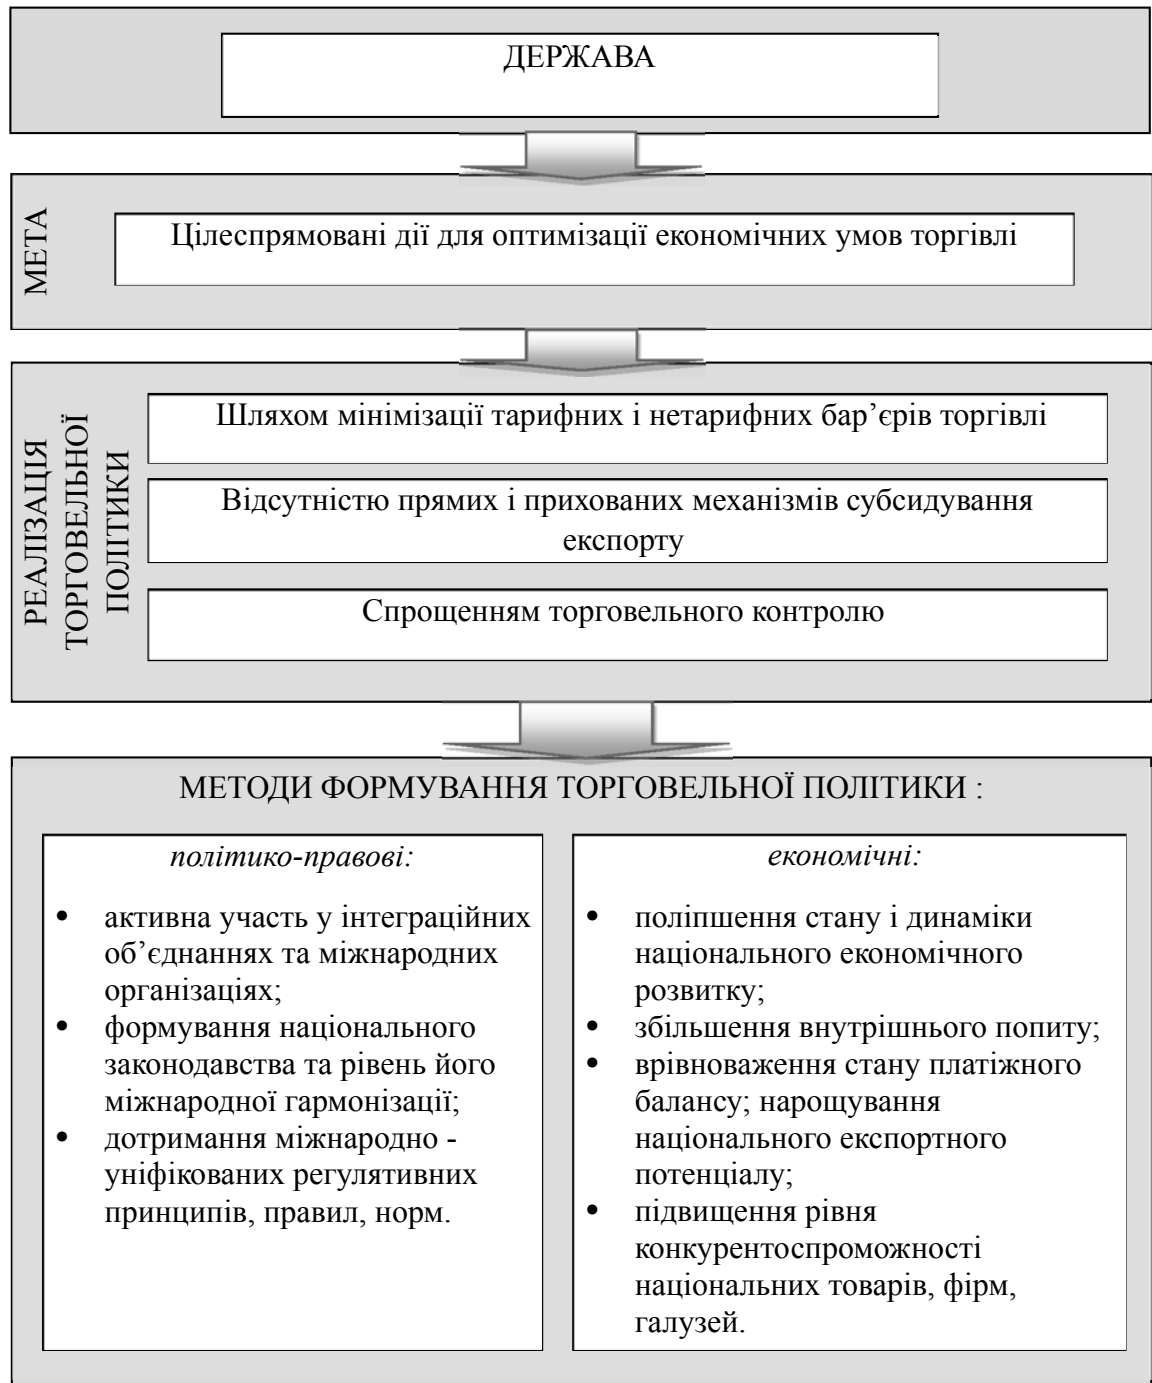 ДЕРЖАВА
МЕТА
Цілеспрямовані дії для оптимізації економічних умов торгівлі
РЕАЛІЗАЦІЯ
ТОРГОВЕЛЬНОЇ
ПОЛІТИКИ
Шляхом мінімізації тарифних і нетарифних бар’єрів торгівлі
Відсутністю прямих і прихованих механізмів субсидування
експорту
Спрощенням торговельного контролю
МЕТОДИ ФОРМУВАННЯ ТОРГОВЕЛЬНОЇ ПОЛІТИКИ :
політико-правові:
• активна участь у інтеграційних
об’єднаннях та міжнародних
організаціях;
• формування національного
законодавства та рівень його
міжнародної гармонізації;
• дотримання міжнародно -
уніфікованих регулятивних
принципів, правил, норм.
економічні:
• поліпшення стану і динаміки
національного економічного
розвитку;
• збільшення внутрішнього попиту;
• врівноваження стану платіжного
балансу; нарощування
національного експортного
потенціалу;
• підвищення рівня
конкурентоспроможності
національних товарів, фірм,
галузей.